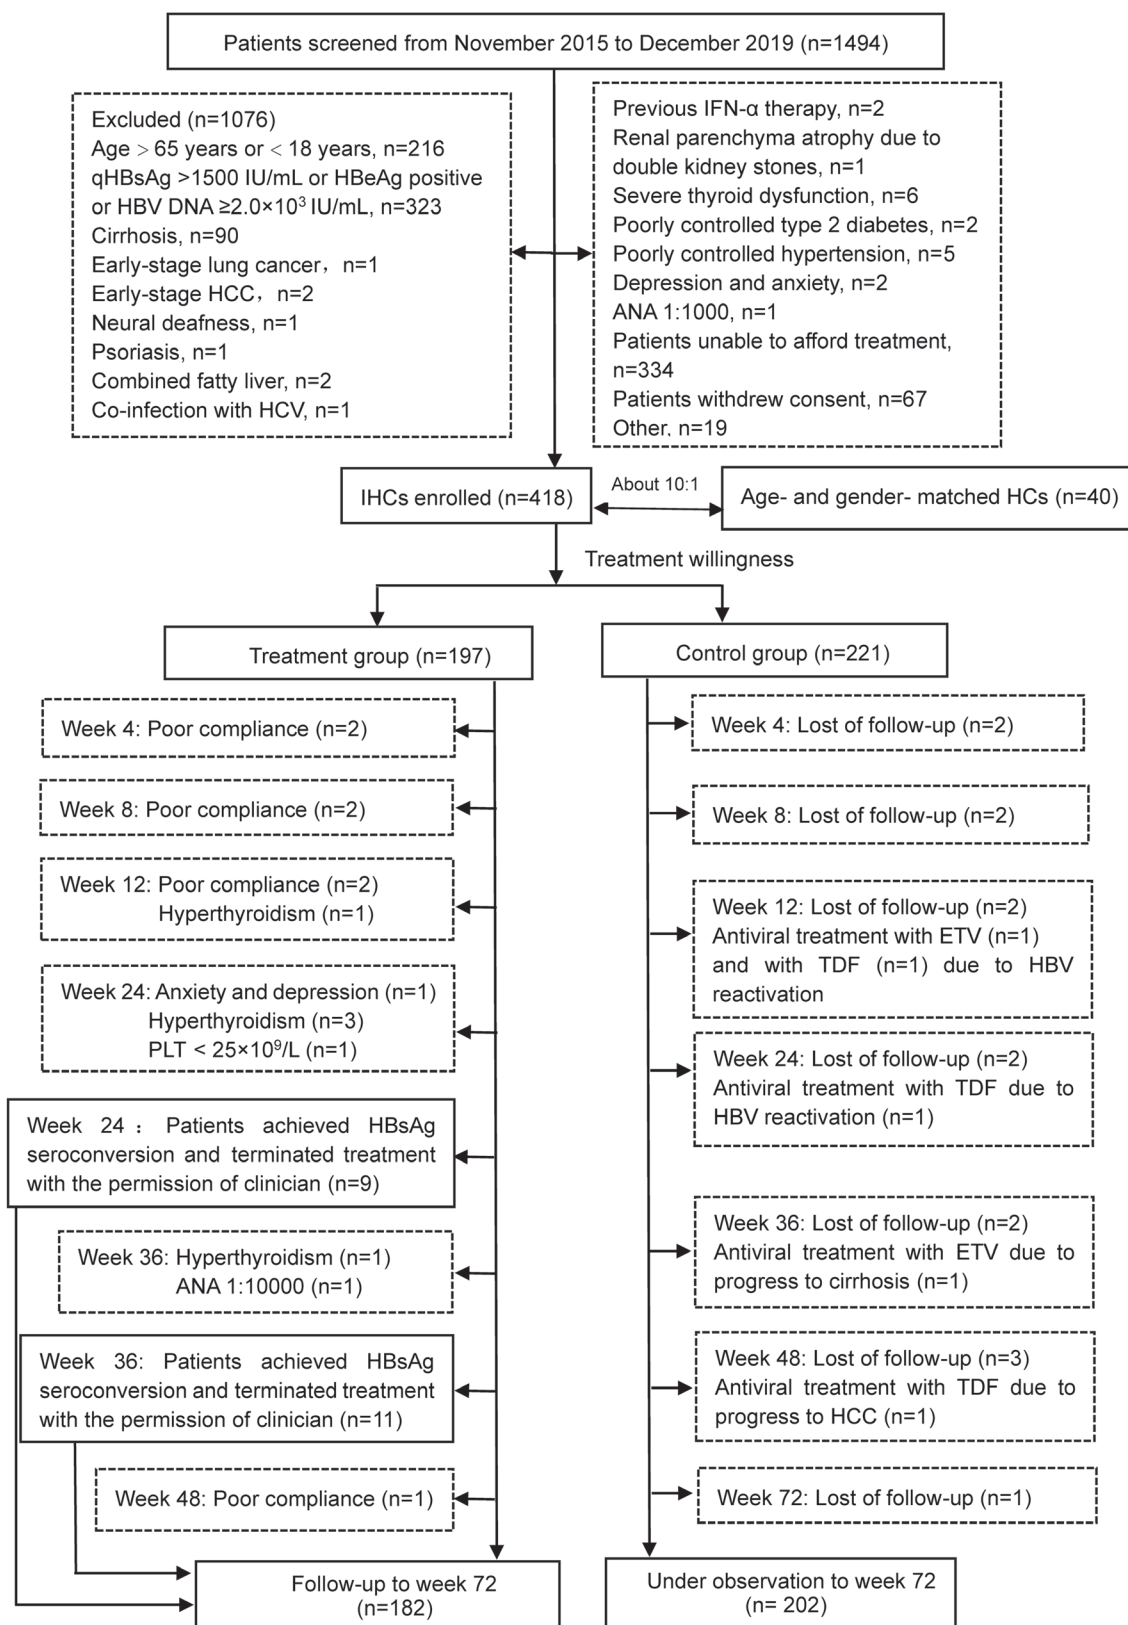 Patients screened from November 2015 to December 2019 (n=1494)
Excluded (n=1076)
Age > 65 years or < 18 years, n=216
qHBsAg >1500 IU/mL or HBeAg positive
or HBV DNA ≥2.0×10³ IU/mL, n=323
Cirrhosis, n=90
Early-stage lung cancer，n=1
Early-stage HCC，n=2
Neural deafness, n=1
Psoriasis, n=1
Combined fatty liver, n=2
Co-infection with HCV, n=1
Previous IFN-α therapy, n=2
Renal parenchyma atrophy due to
double kidney stones, n=1
Severe thyroid dysfunction, n=6
Poorly controlled type 2 diabetes, n=2
Poorly controlled hypertension, n=5
Depression and anxiety, n=2
ANA 1:1000, n=1
Patients unable to afford treatment,
n=334
Patients withdrew consent, n=67
Other, n=19
IHCs enrolled (n=418)
About 10:1
Age- and gender- matched HCs (n=40)
Treatment willingness
Treatment group (n=197)
Control group (n=221)
Week 4: Poor compliance (n=2)
Week 8: Poor compliance (n=2)
Week 12: Poor compliance (n=2)
Hyperthyroidism (n=1)
Week 24: Anxiety and depression (n=1)
Hyperthyroidism (n=3)
PLT < 25×10⁹/L (n=1)
Week 24： Patients achieved HBsAg
seroconversion and terminated treatment
with the permission of clinician (n=9)
Week 36: Hyperthyroidism (n=1)
ANA 1:10000 (n=1)
Week 36: Patients achieved HBsAg
seroconversion and terminated treatment
with the permission of clinician (n=11)
Week 48: Poor compliance (n=1)
Follow-up to week 72
(n=182)
Week 4: Lost of follow-up (n=2)
Week 8: Lost of follow-up (n=2)
Week 12: Lost of follow-up (n=2)
Antiviral treatment with ETV (n=1)
and with TDF (n=1) due to HBV
reactivation
Week 24: Lost of follow-up (n=2)
Antiviral treatment with TDF due to
HBV reactivation (n=1)
Week 36: Lost of follow-up (n=2)
Antiviral treatment with ETV due to
progress to cirrhosis (n=1)
Week 48: Lost of follow-up (n=3)
Antiviral treatment with TDF due to
progress to HCC (n=1)
Week 72: Lost of follow-up (n=1)
Under observation to week 72
(n= 202)